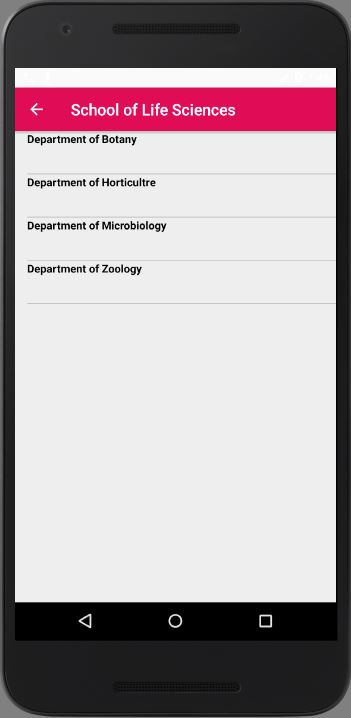 School of Life Sciences
Department of Botany
Department of Horticultre
Department of Microbiology
Department of Zoology